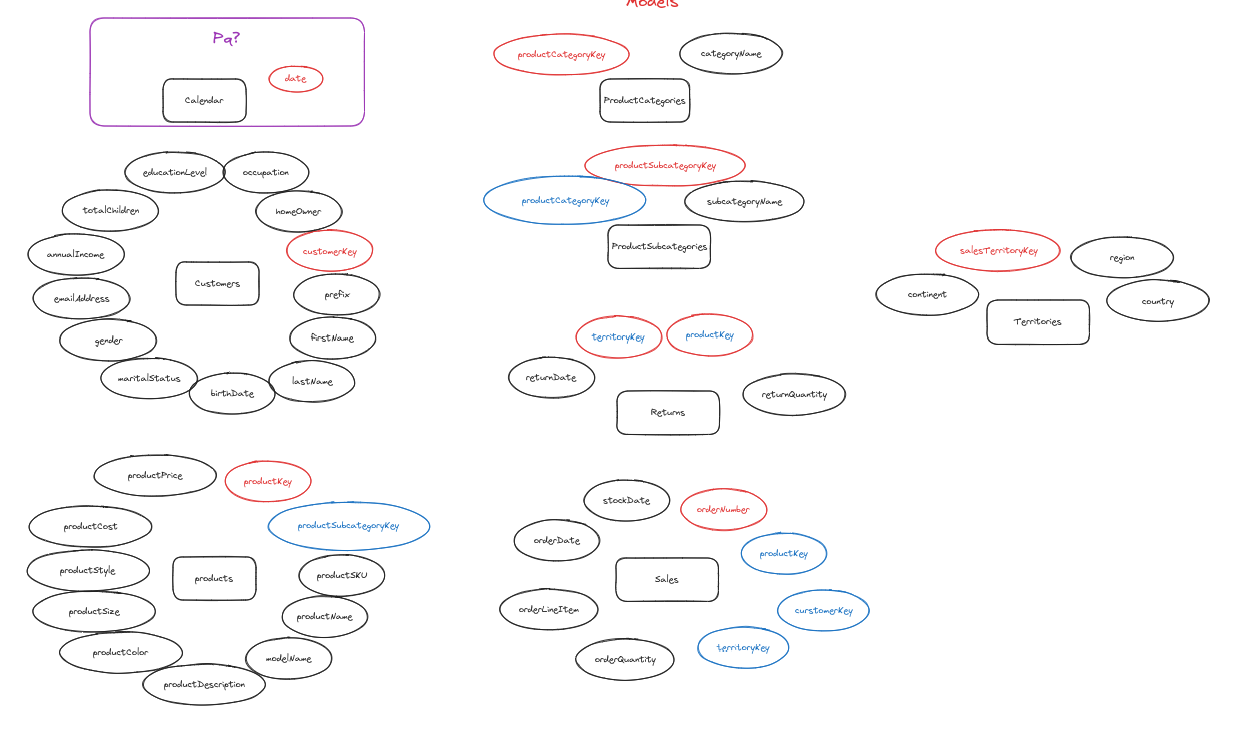 Models
Pq?
date
Calendar
productCategoryKey
categoryName
ProductCategories
educationLevel
occupation
totalChildren
homeOwner
annualIncome
customerKey
Customers
emailAddress
prefix
gender
firstName
maritalStatus
lastName
birthDate
productSubcategoryKey
productCategoryKey
subcategoryName
ProductSubcategories
salesTerritoryKey
region
continent
country
Territories
territoryKey
productKey
returnDate
returnQuantity
Returns
productPrice
productKey
productCost
productSubcategoryKey
productStyle
products
productSKU
productSize
productName
productColor
modelName
productDescription
stockDate
orderNumber
orderDate
productKey
Sales
orderLineItem
curstomerKey
territoryKey
orderQuantity